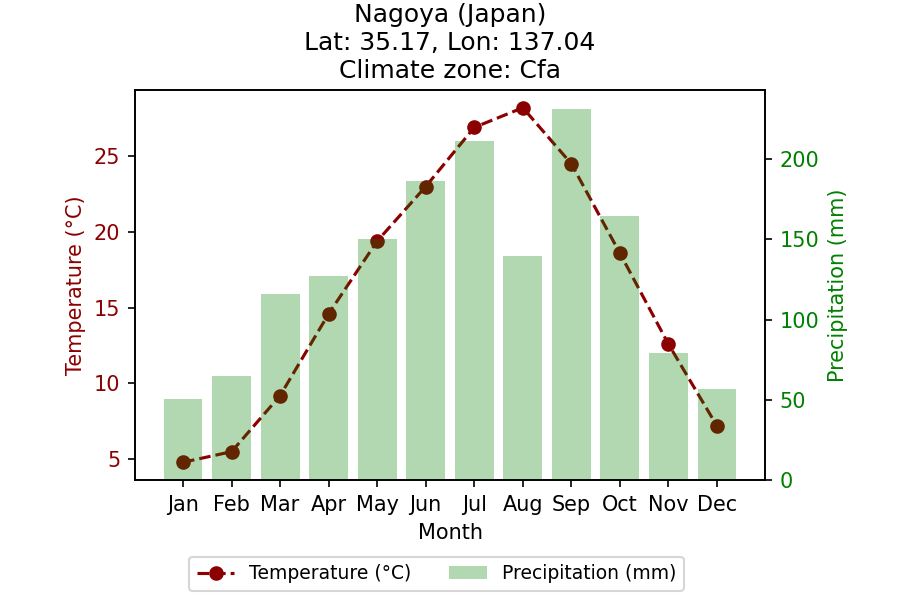 Nagoya (Japan)
Lat: 35.17, Lon: 137.04
Climate zone: Cfa
Temperature (°C)
25
20
15
10
5
200
150
100
50
0
Precipitation (mm)
Jan Feb Mar Apr May Jun Jul Aug Sep Oct Nov Dec
Month
Temperature (°C) Precipitation (mm)